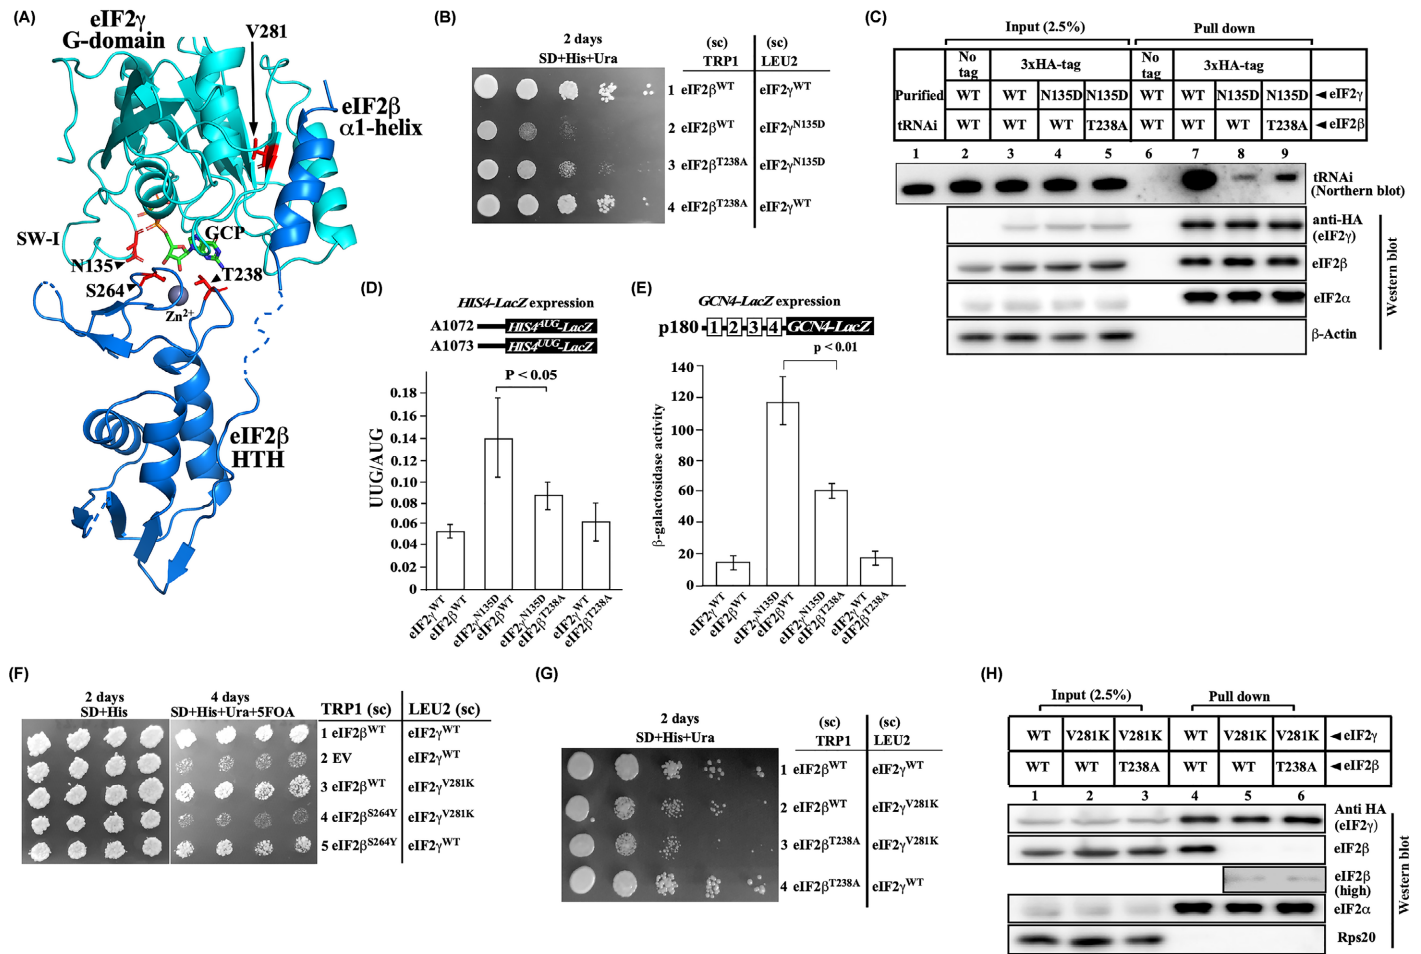 (A)
eIF2γ
G-domain
V281
eIF2β
α1-helix
SW-I
GCP
N135
T238
S264
Zn2+
eIF2β
HTH
(B)
2 days
SD+His+Ura
(sc) (sc)
TRP1 LEU2
1 eIF2βWT eIF2γWT
2 eIF2βWT eIF2γN135D
3 eIF2βT238A eIF2γN135D
4 eIF2βT238A eIF2γWT
(C)
Input (2.5%) Pull down
No tag 3xHA-tag No tag 3xHA-tag
Purified WT WT N135D N135D WT WT N135D N135D ◄eIF2γ
tRNAi WT WT WT T238A WT WT WT T238A ◄eIF2β
1 2 3 4 5 6 7 8 9
tRNAi
(Northern blot)
anti-HA
(eIF2γ)
eIF2β
eIF2α
β-Actin
Western blot
(D)
HIS4-LacZ expression
A1072 HIS4AUG-LacZ
A1073 HIS4UUG-LacZ
P < 0.05
UUG/AUG
0.18
0.16
0.14
0.12
0.10
0.08
0.06
0.04
0.02
0
eIF2γWT eIF2βWT
eIF2γN135D eIF2βWT
eIF2γN135D eIF2βT238A
eIF2γWT eIF2βT238A
(E)
GCN4-LacZ expression
p180 1 2 3 4 GCN4-LacZ
p < 0.01
β-galactosidase activity
140
120
100
80
60
40
20
0
eIF2γWT eIF2βWT
eIF2γN135D eIF2βWT
eIF2γN135D eIF2βT238A
eIF2γWT eIF2βT238A
(F)
2 days 4 days
SD+His SD+His+Ura+5FOA
TRP1 (sc) LEU2 (sc)
1 eIF2βWT eIF2γWT
2 EV eIF2γWT
3 eIF2βWT eIF2γV281K
4 eIF2βS264Y eIF2γV281K
5 eIF2βS264Y eIF2γWT
(G)
2 days
SD+His+Ura
(sc) (sc)
TRP1 LEU2
1 eIF2βWT eIF2γWT
2 eIF2βWT eIF2γV281K
3 eIF2βT238A eIF2γV281K
4 eIF2βT238A eIF2γWT
(H)
Input (2.5%) Pull down
WT V281K V281K WT V281K V281K ◄eIF2γ
WT WT T238A WT WT T238A ◄eIF2β
1 2 3 4 5 6
Anti HA
(eIF2γ)
eIF2β
eIF2β
(high)
eIF2α
Rps20
Western blot